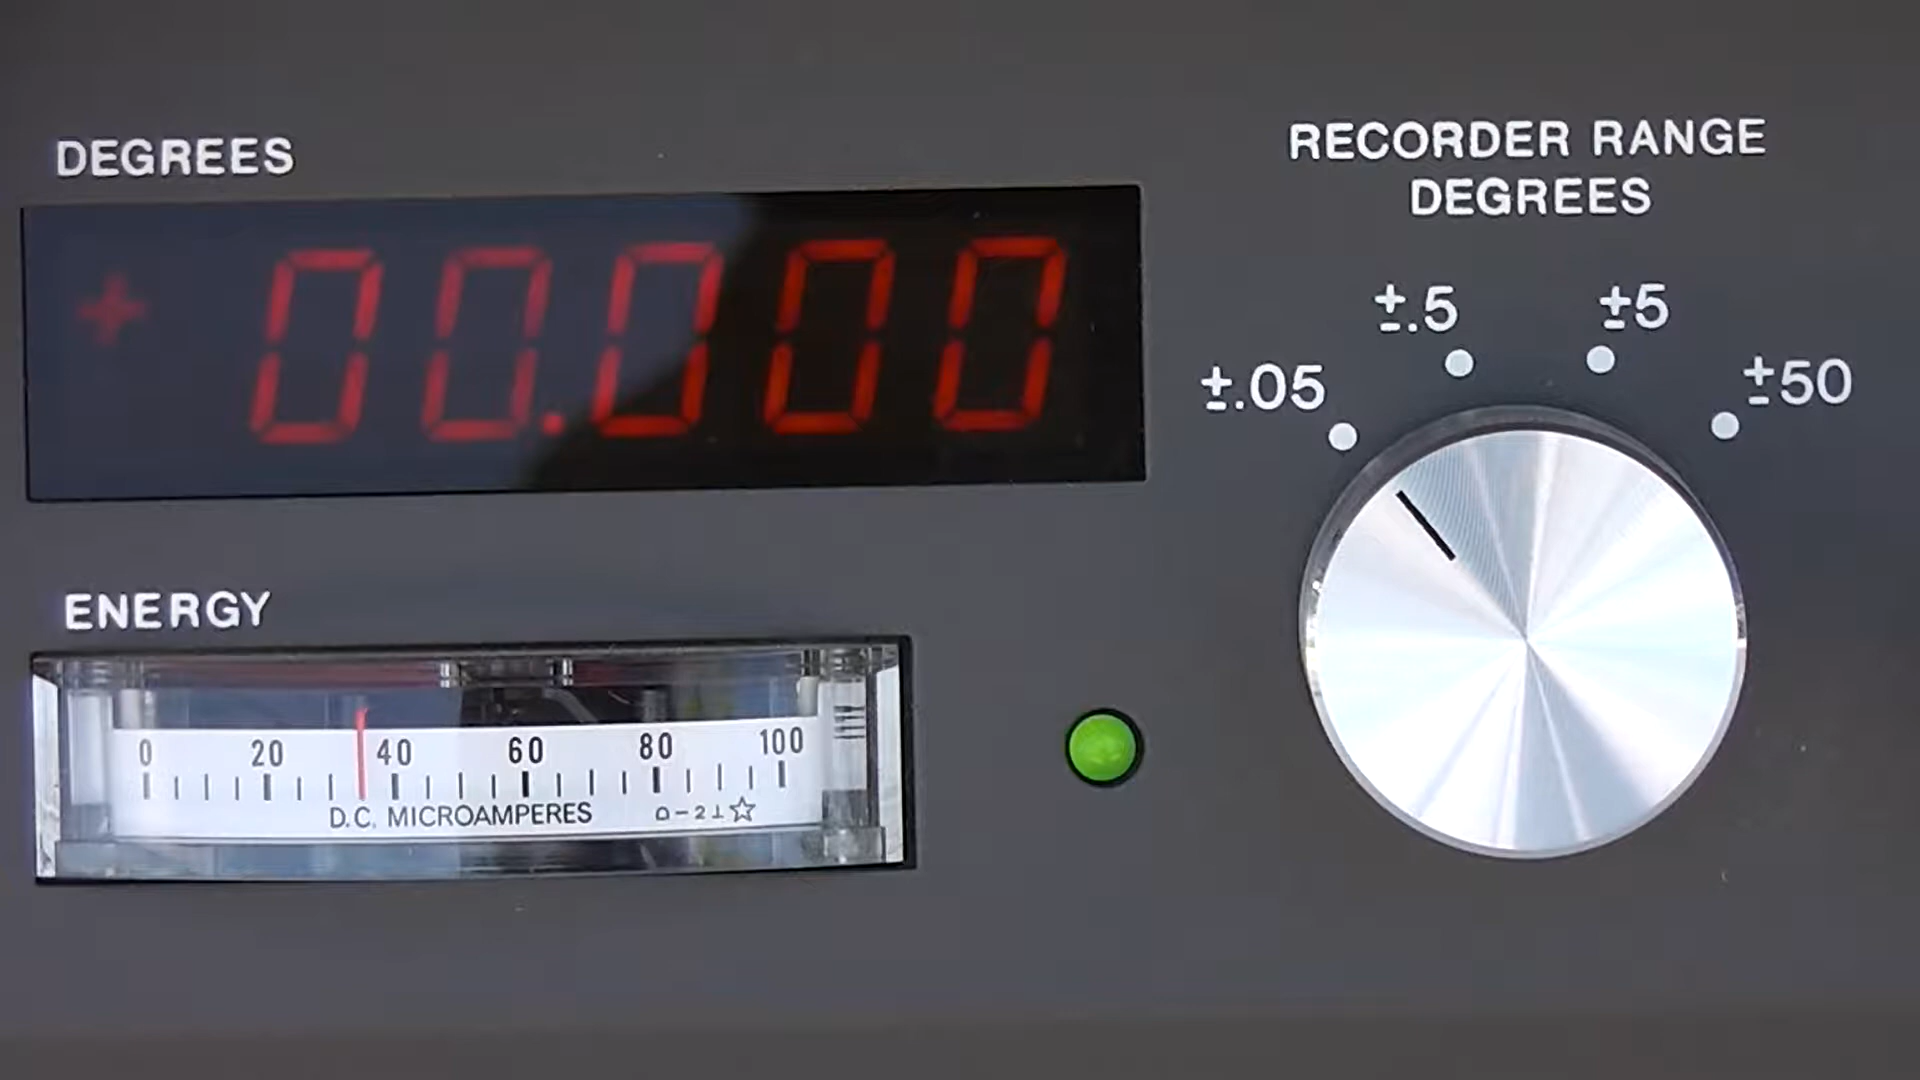 DEGREES
+ 00.000
RECORDER RANGE
DEGREES
±.05 ±.5 ±5 ±50
ENERGY
0 20 40 60 80 100
D.C. MICROAMPERES